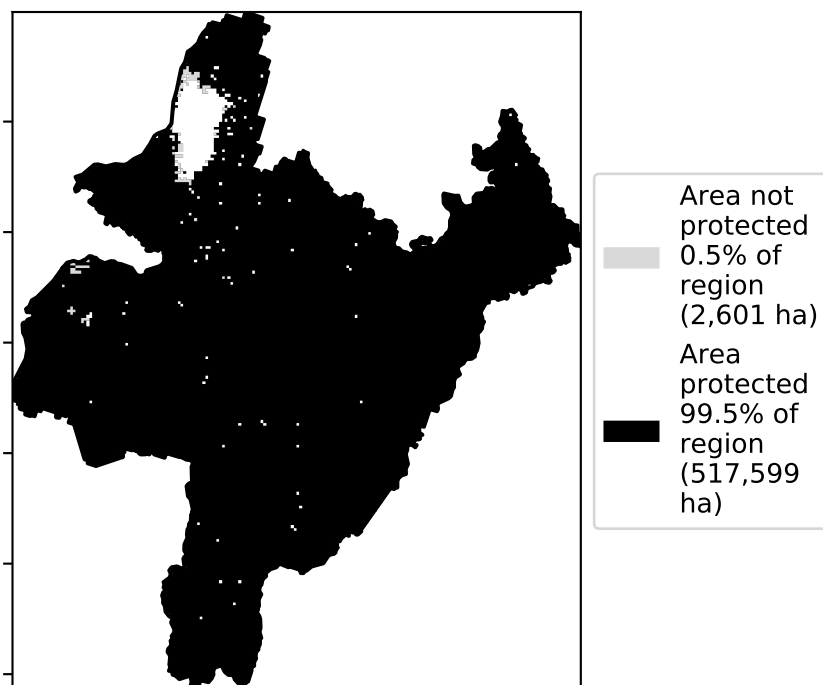 Area not
protected
0.5% of
region
(2,601 ha)
Area
protected
99.5% of
region
(517,599
ha)